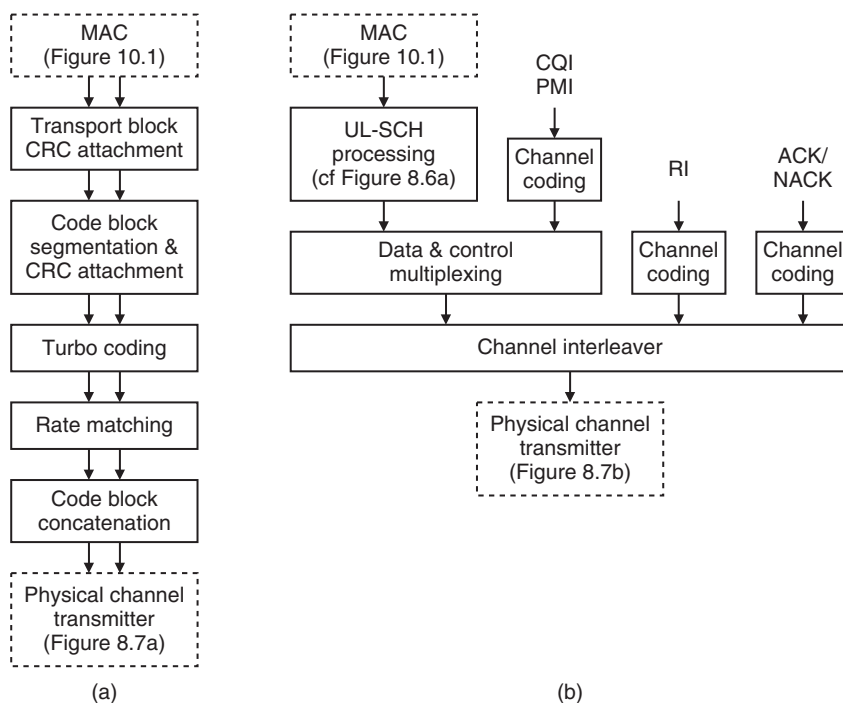 MAC
(Figure 10.1)
Transport block
CRC attachment
Code block
segmentation &
CRC attachment
Turbo coding
Rate matching
Code block
concatenation
Physical channel
transmitter
(Figure 8.7a)
(a)
MAC
(Figure 10.1)
UL-SCH
processing
(cf Figure 8.6a)
CQI
PMI
Channel
coding
Data & control
multiplexing
RI
Channel
coding
ACK/
NACK
Channel
coding
Channel interleaver
Physical channel
transmitter
(Figure 8.7b)
(b)